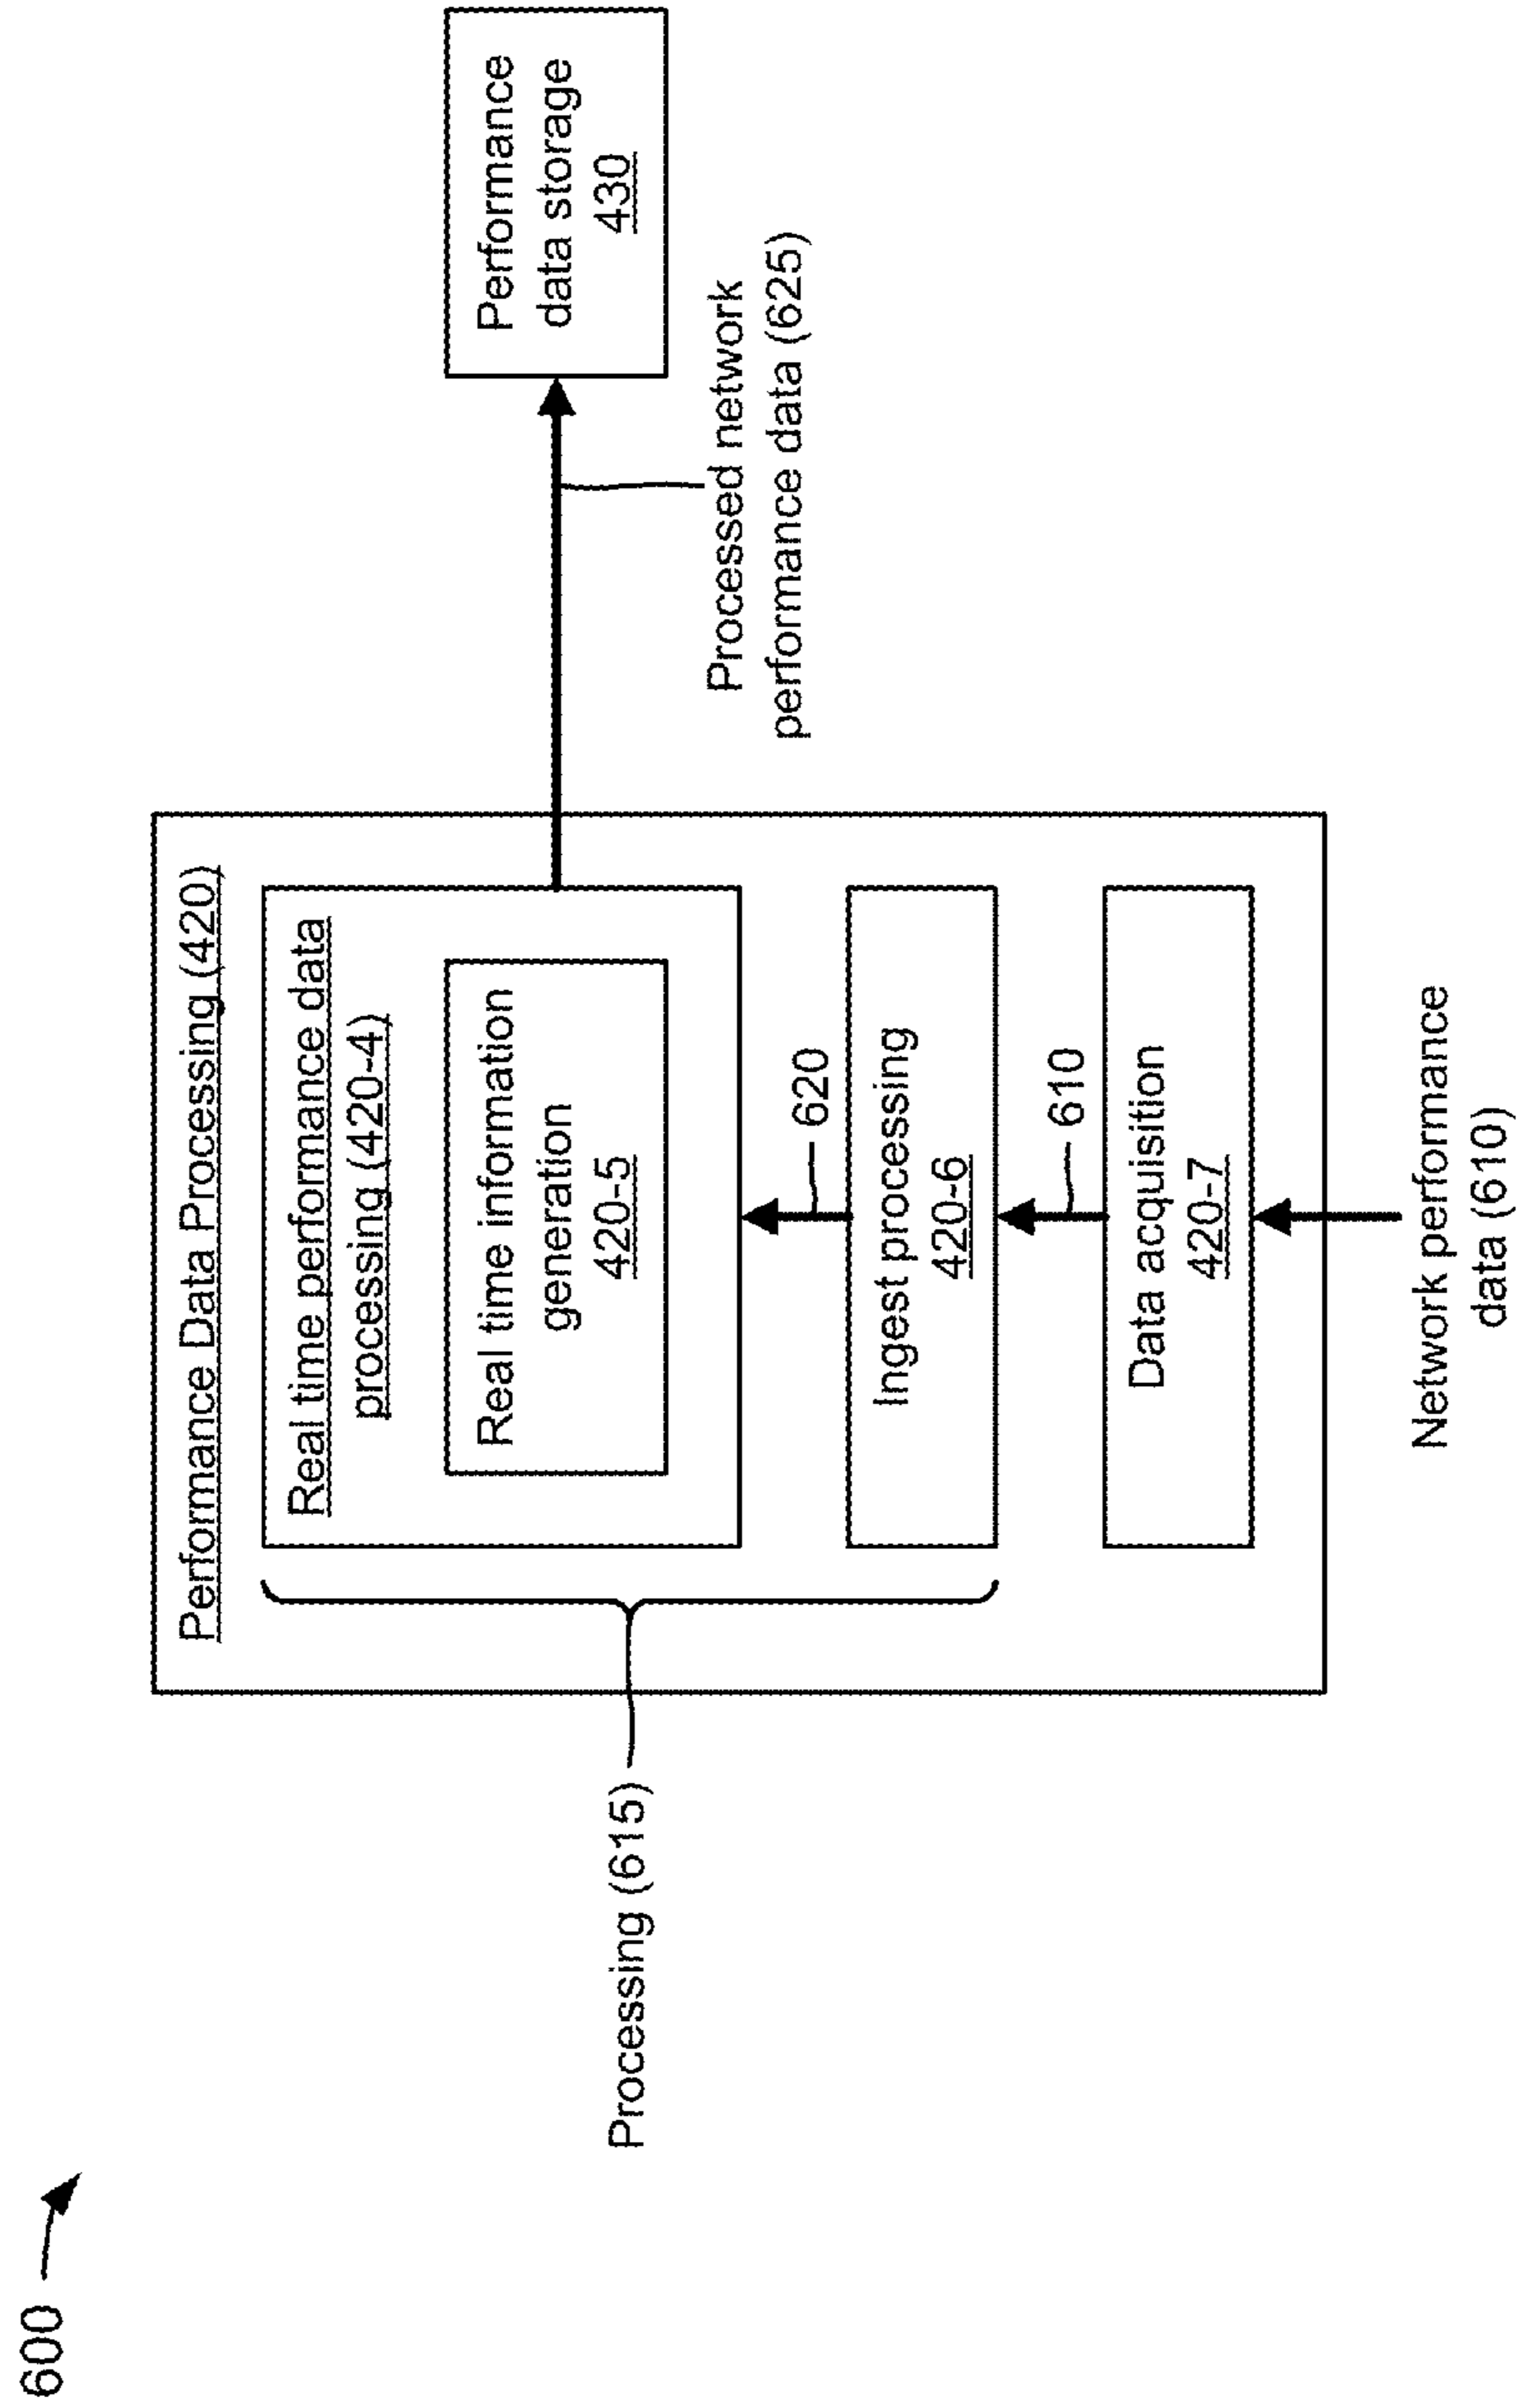 600
Performance Data Processing (420)
Real time performance data
processing (420-4)
Real time information
generation
420-5
620
Ingest processing
420-6
610
Data acquisition
420-7
Network performance
data (610)
Processing (615)
Performance
data storage
430
Processed network
performance data (625)